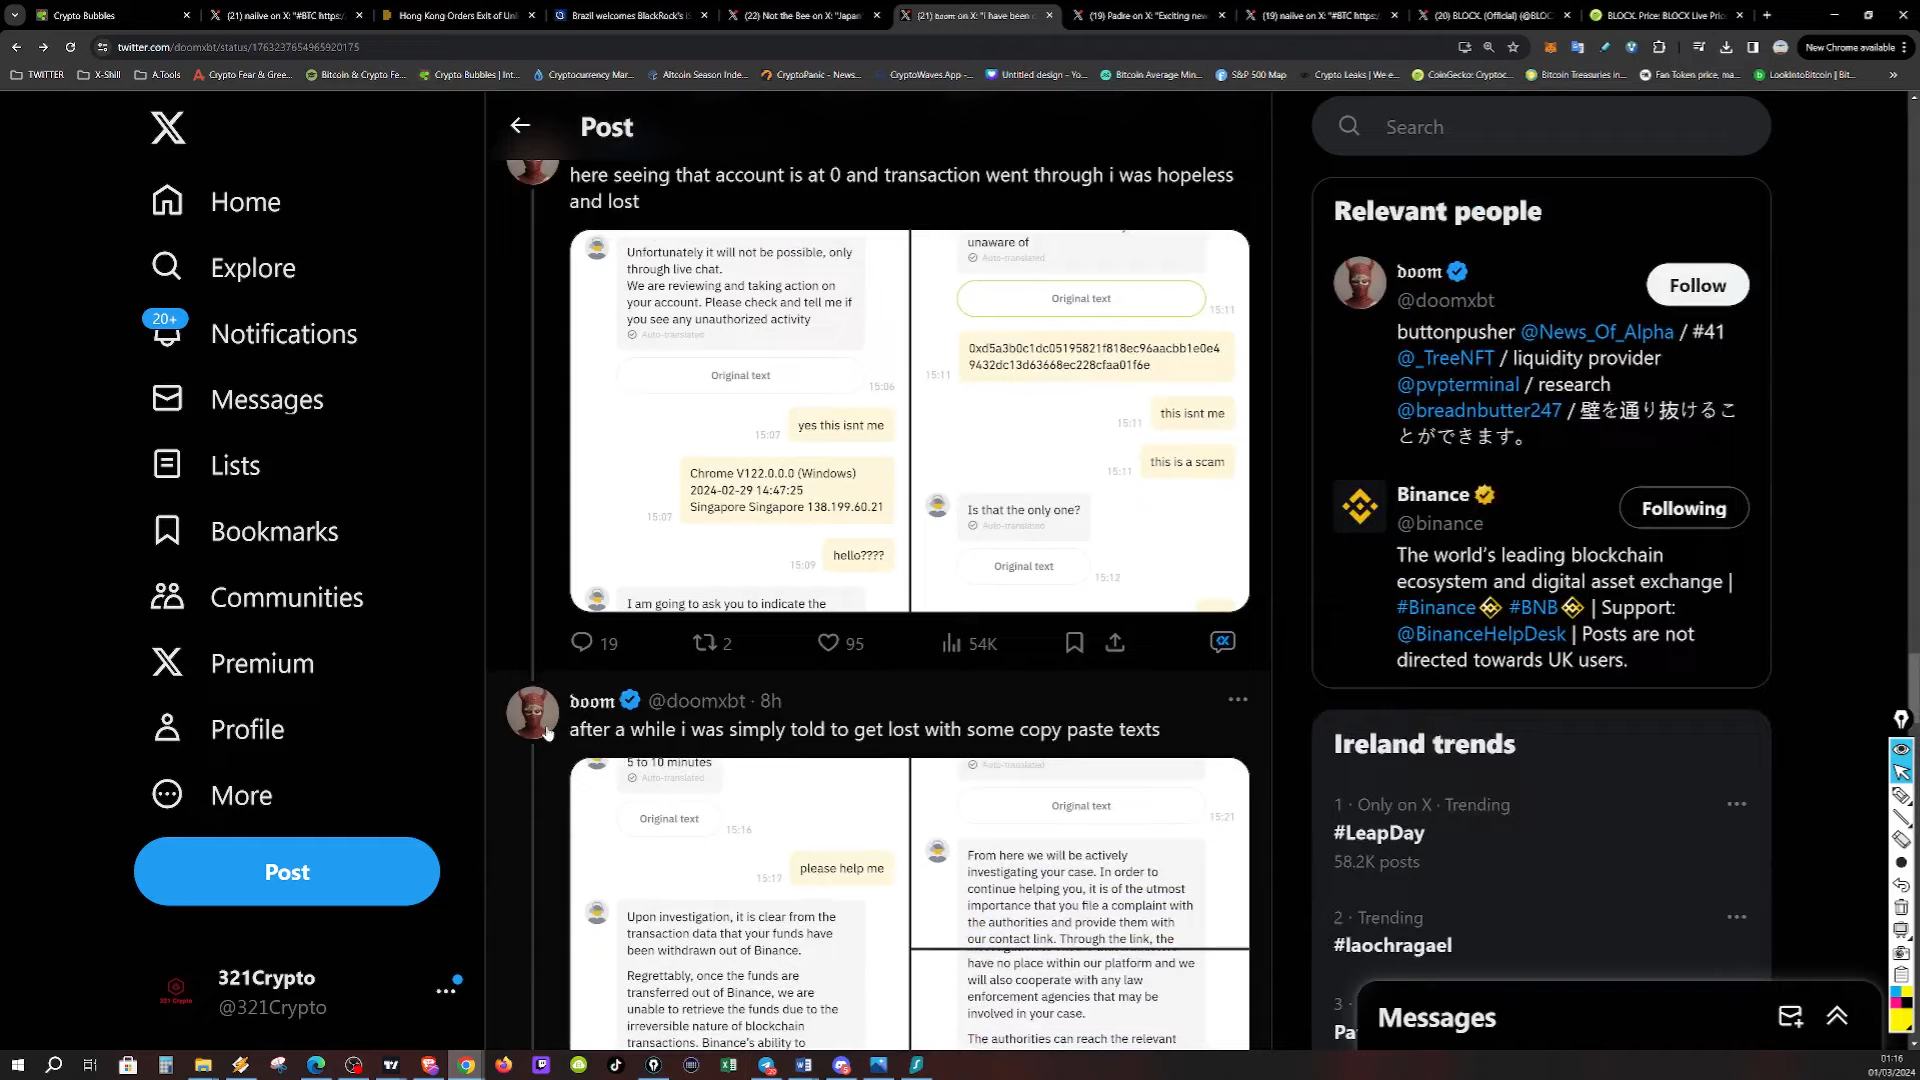 Crypto Bubbles
(21) naiive on X: "#BTC https:/
Hong Kong Orders Exit of Un
Brazil welcomes BlackRock's i
(22) Not the Bee on X: "Japan
(21) doom on X: "i have been c
(19) Padre on X: "Exciting new
(19) naiive on X: "#BTC https:/
(20) BLOCK. (Official) (@BLOC
BLOCK. Price: BLOCK Live Pric
twitter.com/doomxbt/status/1763237654965920175
New Chrome available
TWITTER
X-Shill
A.Tools
Crypto Fear & Gree...
Bitcoin & Crypto Fe...
Crypto Bubbles | Int...
Cryptocurrency Mar...
Altcoin Season Inde...
CryptoPanic - News...
CryptoWaves.App -...
Untitled design - Yo...
Bitcoin Average Min...
S&P 500 Map
Crypto Leaks | We e...
CoinGecko: Cryptoc...
Bitcoin Treasuries in...
Fan Token price, ma...
LookIntoBitcoin | Bit...
Home
Explore
20+
Notifications
Messages
Lists
Bookmarks
Communities
Premium
Profile
More
Post
321Crypto
@321Crypto
Post
here seeing that account is at 0 and transaction went through i was hopeless
and lost
Unfortunately it will not be possible, only
through live chat.
We are reviewing and taking action on
your account. Please check and tell me if
you see any unauthorized activity
Auto-translated
Original text
15:06
yes this isnt me
15:07
Chrome V122.0.0.0 (Windows)
2024-02-29 14:47:25
Singapore Singapore 138.199.60.21
15:07
hello????
15:09
I am going to ask you to indicate the
unaware of
Auto-translated
Original text
15:11
0xd5a3b0c1dc05195821f818ec96aacbb1e0e4
9432dc13d63668ec228cfaa01f6e
15:11
this isnt me
15:11
this is a scam
15:11
Is that the only one?
Auto-translated
Original text
15:12
19
2
95
54K
doom @doomxbt · 8h
after a while i was simply told to get lost with some copy paste texts
5 to 10 minutes
Auto-translated
Original text
15:16
please help me
15:17
Upon investigation, it is clear from the
transaction data that your funds have
been withdrawn out of Binance.
Regrettably, once the funds are
transferred out of Binance, we are
unable to retrieve the funds due to the
irreversible nature of blockchain
transactions. Binance's ability to
Auto-translated
Original text
15:21
From here we will be actively
investigating your case. In order to
continue helping you, it is of the utmost
importance that you file a complaint with
the authorities and provide them with
our contact link. Through the link, the
have no place within our platform and we
will also cooperate with any law
enforcement agencies that may be
involved in your case.
The authorities can reach the relevant
Search
Relevant people
doom
@doomxbt
Follow
buttonpusher @News_Of_Alpha / #41
@_TreeNFT / liquidity provider
@pvpterminal / research
@breadnbutter247 / 壁を通り抜けるこ
とができます。
Binance
@binance
Following
The world's leading blockchain
ecosystem and digital asset exchange |
#Binance #BNB | Support:
@BinanceHelpDesk | Posts are not
directed towards UK users.
Ireland trends
1 · Only on X · Trending
#LeapDay
58.2K posts
2 · Trending
#laochragael
3 ·
Pa
Messages
01:16
01/03/2024